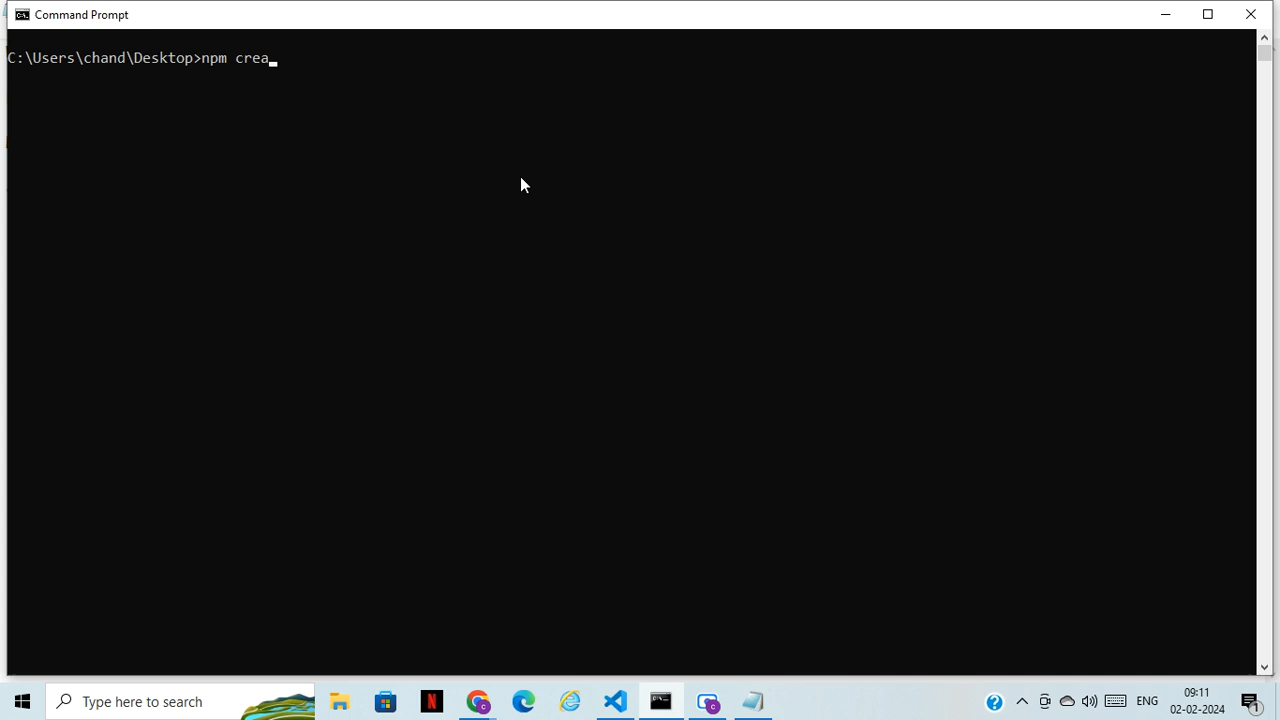 Command Prompt
C:\Users\chand\Desktop>npm crea
Type here to search
ENG
09:11
02-02-2024